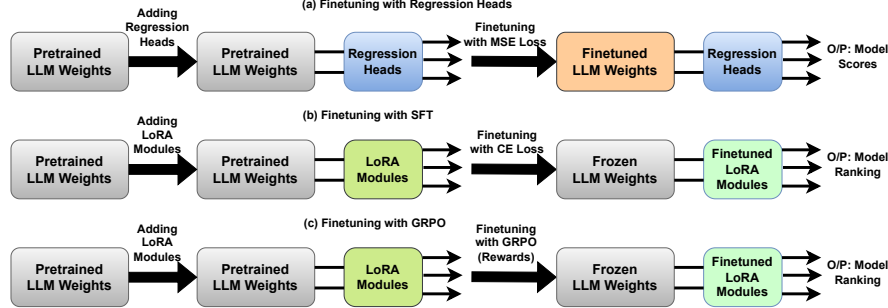 (a) Finetuning with Regression Heads
Adding
Regression
Heads
Finetuning
with MSE Loss
Pretrained
LLM Weights
Pretrained
LLM Weights
Regression
Heads
Finetuned
LLM Weights
Regression
Heads
O/P: Model
Scores
(b) Finetuning with SFT
Adding
LoRA
Modules
Finetuning
with CE Loss
Pretrained
LLM Weights
Pretrained
LLM Weights
LoRA
Modules
Frozen
LLM Weights
Finetuned
LoRA
Modules
O/P: Model
Ranking
(c) Finetuning with GRPO
Adding
LoRA
Modules
Finetuning
with GRPO
(Rewards)
Pretrained
LLM Weights
Pretrained
LLM Weights
LoRA
Modules
Frozen
LLM Weights
Finetuned
LoRA
Modules
O/P: Model
Ranking